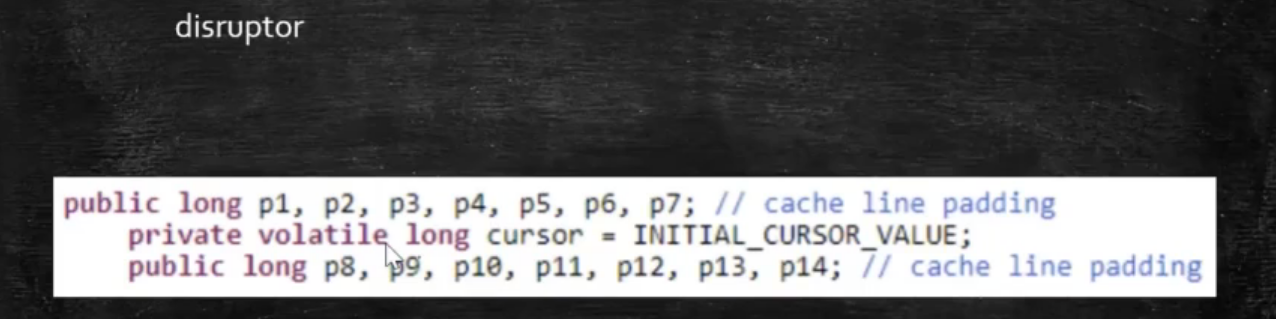 disruptor
public long p1, p2, p3, p4, p5, p6, p7; // cache line padding
private volatile long cursor = INITIAL_CURSOR_VALUE;
public long p8, p9, p10, p11, p12, p13, p14; // cache line padding